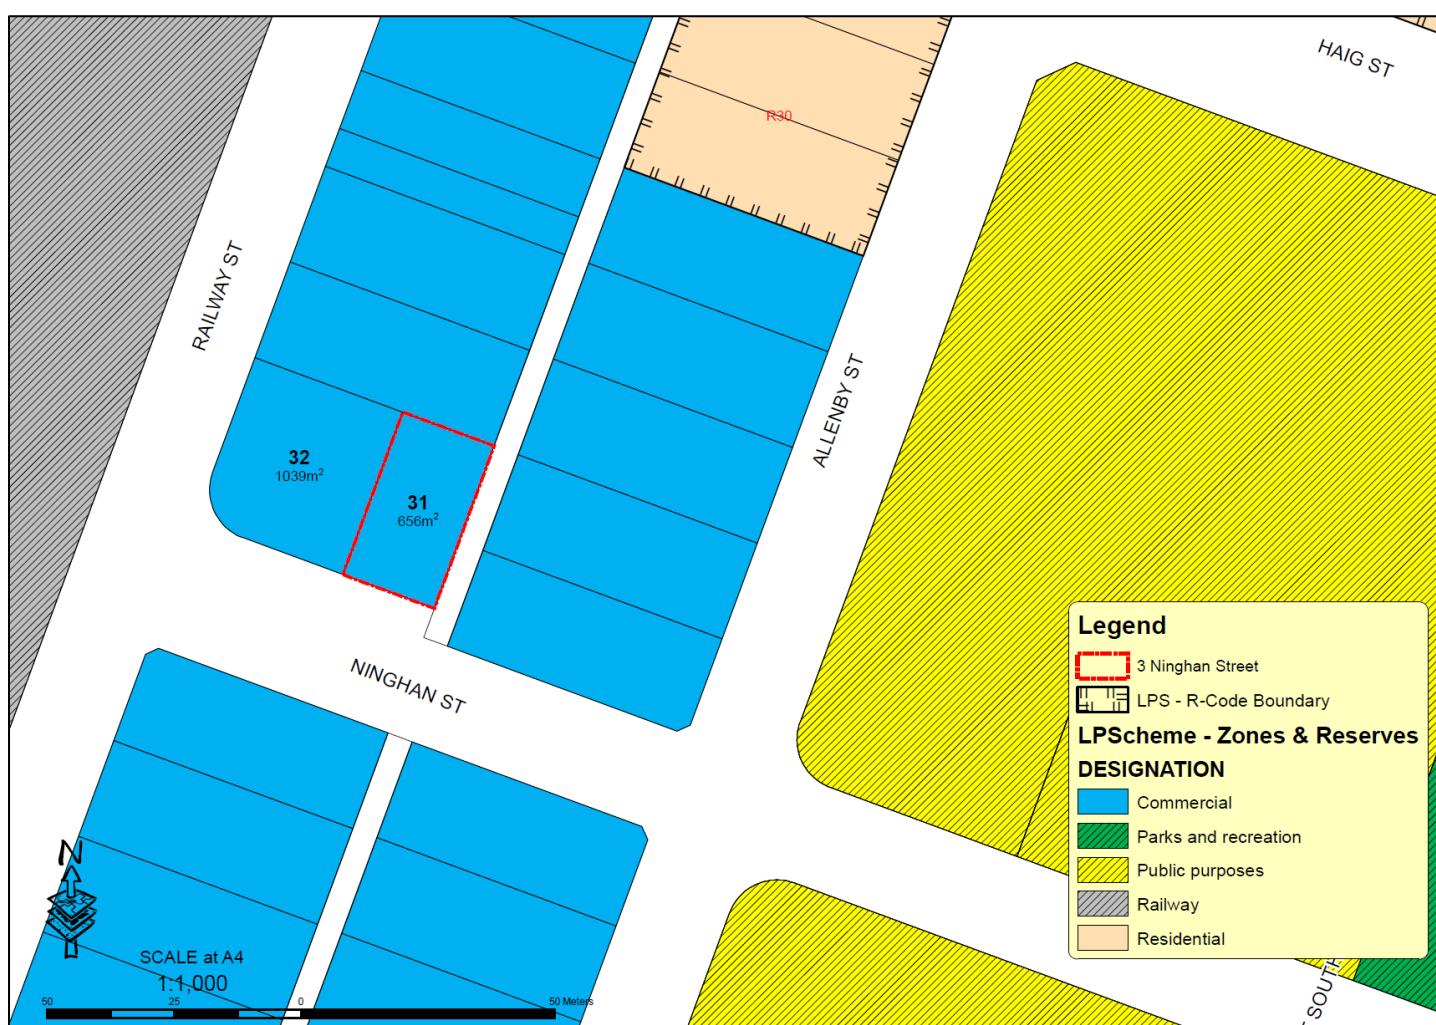 HAIG ST
R30
RAILWAY ST
ALLENBY ST
32
1039m²
31
656m²
NINGHAN ST
Legend
3 Ninghan Street
LPS - R-Code Boundary
LPScheme - Zones & Reserves
DESIGNATION
Commercial
Parks and recreation
Public purposes
Railway
Residential
N
SCALE at A4
1:1,000
50 25 0 50 Meters
SOUTH